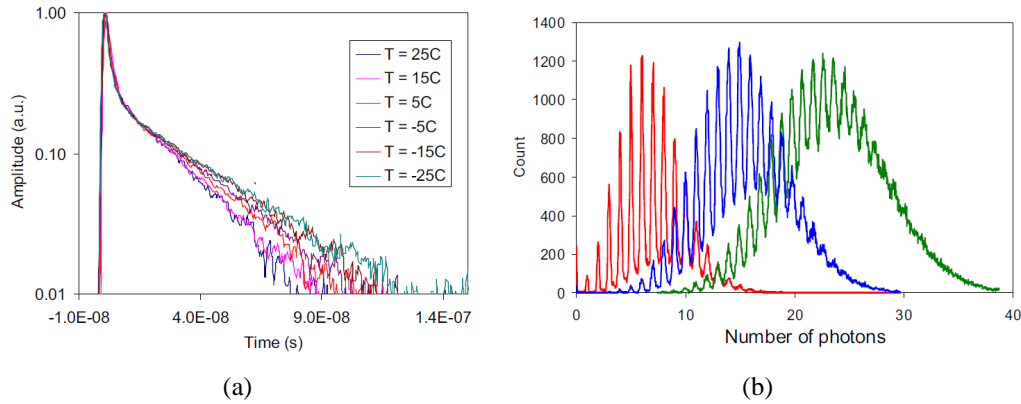 1.00
0.10
0.01
Amplitude (a.u.)
-1.0E-08
4.0E-08
9.0E-08
1.4E-07
Time (s)
T = 25C
T = 15C
T = 5C
T = -5C
T = -15C
T = -25C
(a)
1400
1200
1000
800
600
400
200
0
Count
0
10
20
30
40
Number of photons
(b)